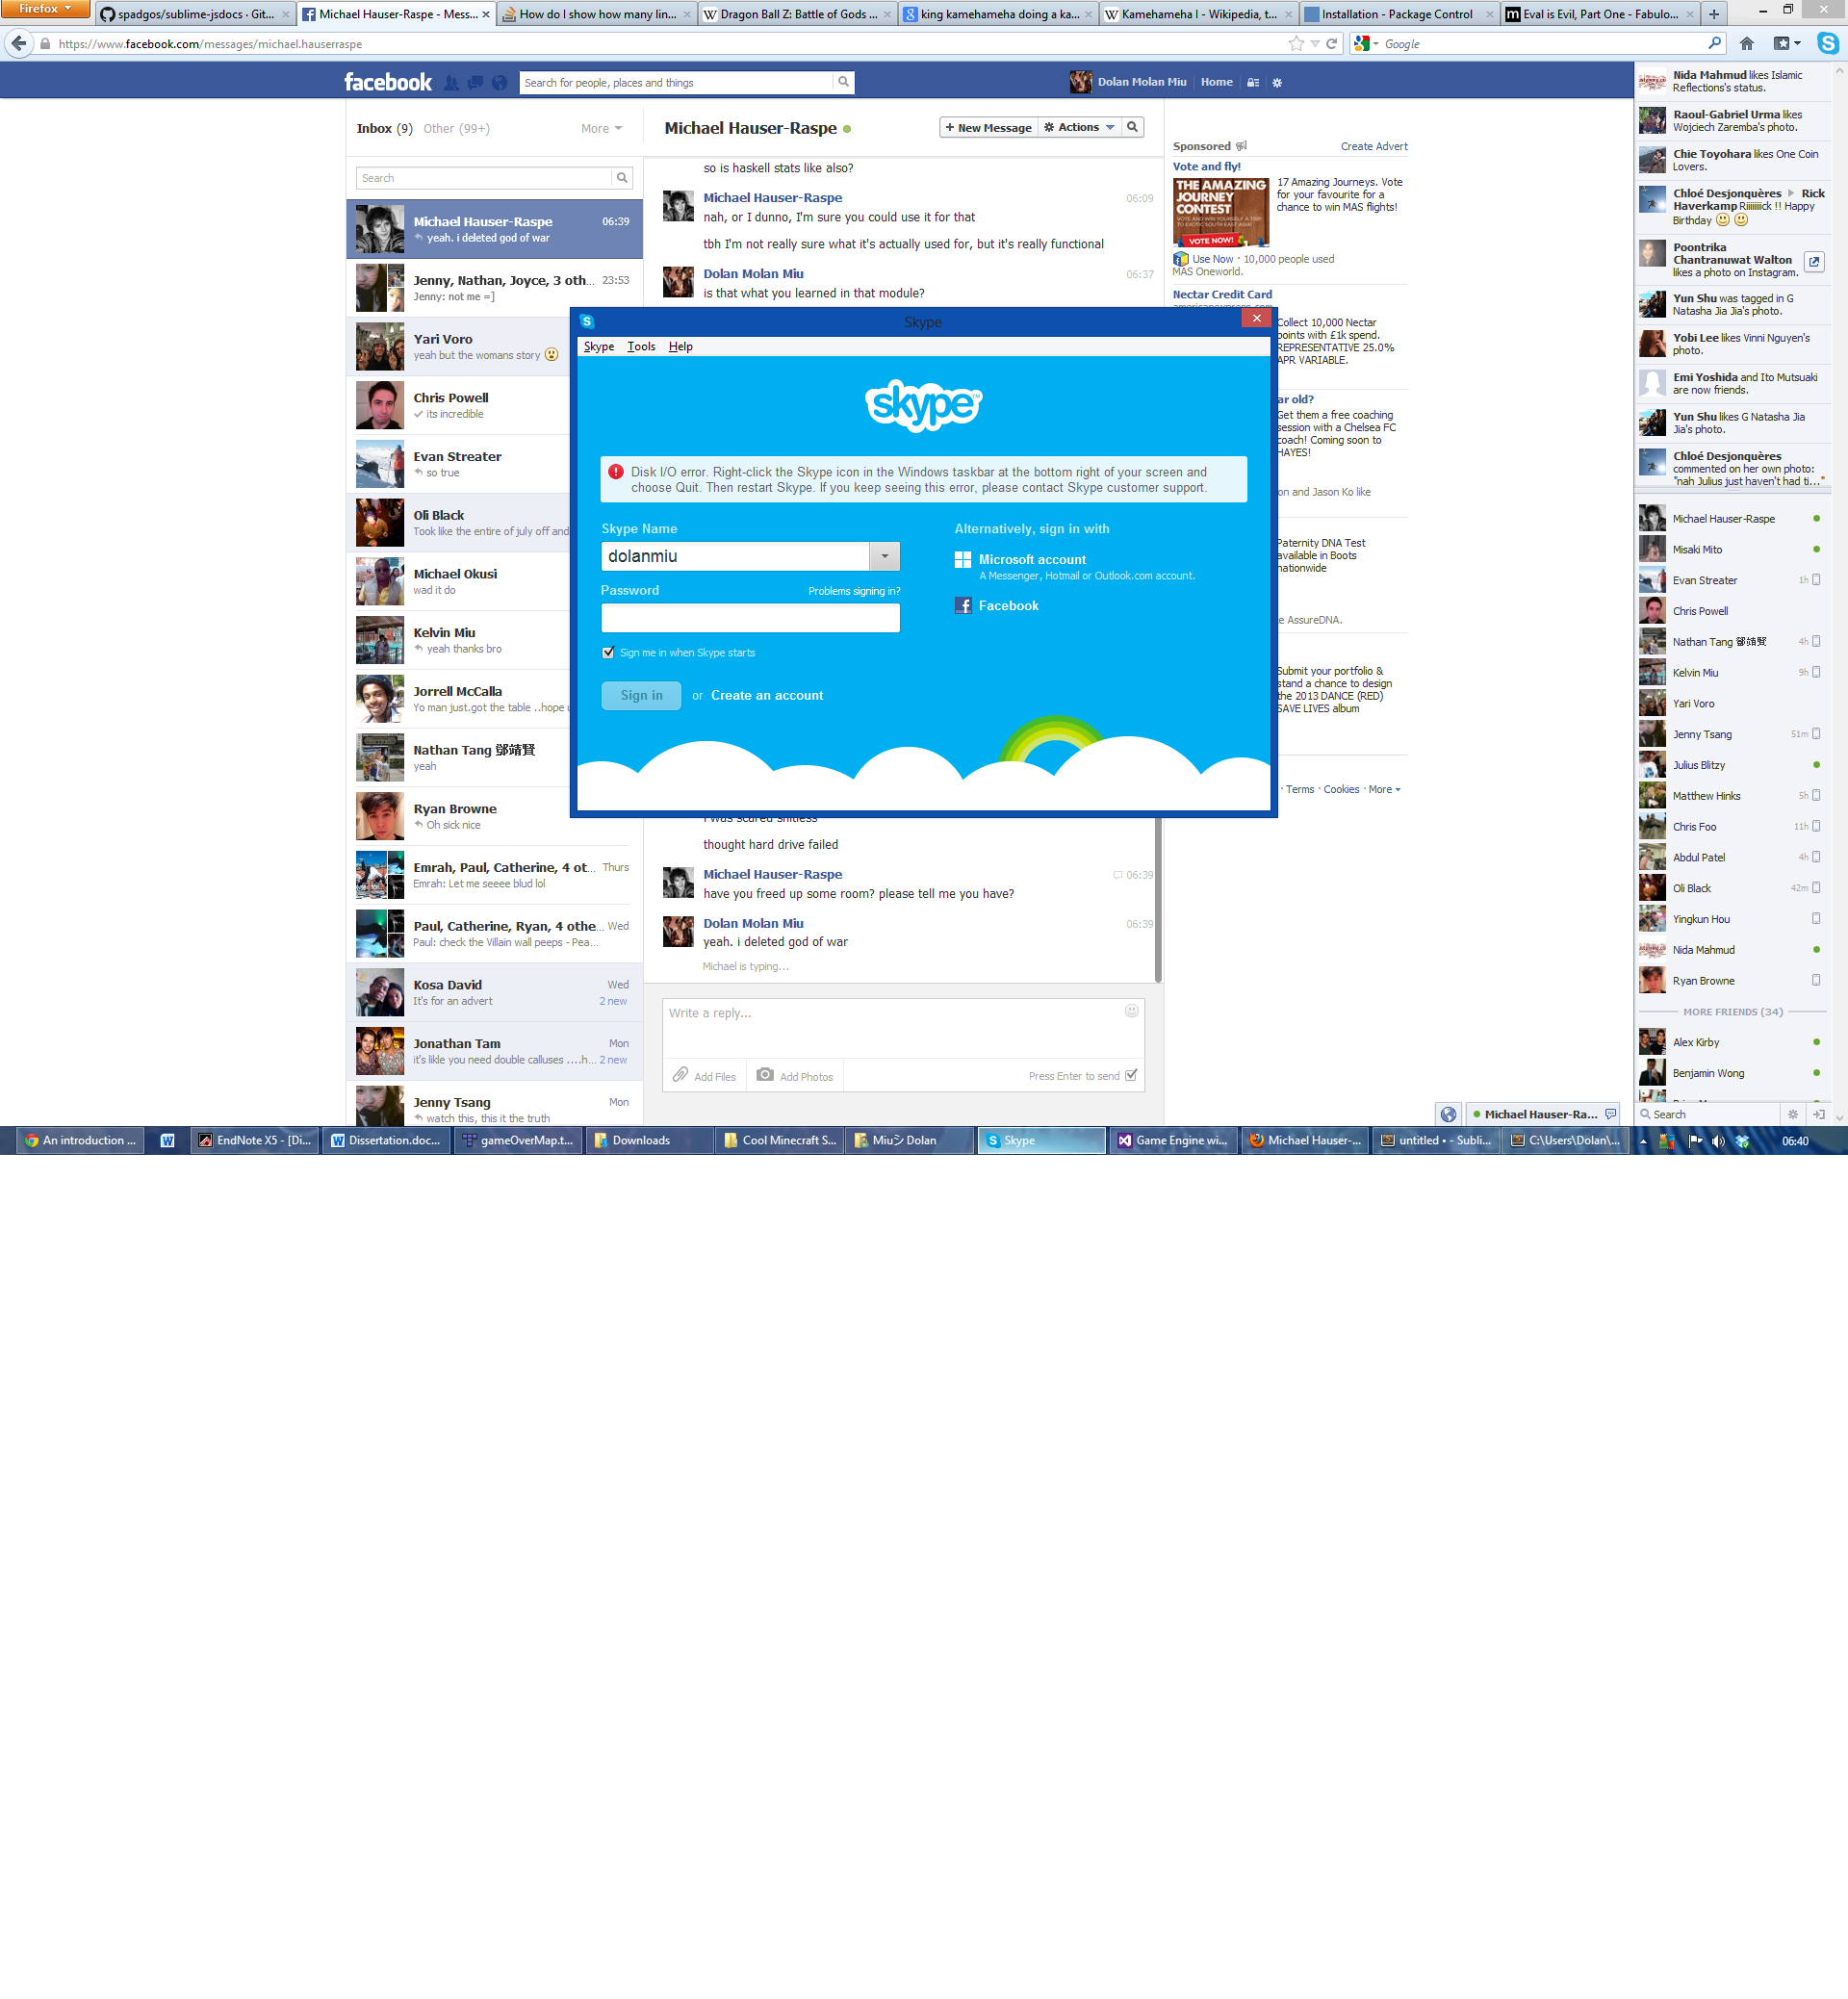 Firefox
spadgos/sublime-jsdocs · Git...
Michael Hauser-Raspe - Mess...
How do I show how many lin...
Dragon Ball Z: Battle of Gods ...
king kamehameha doing a ka...
Kamehameha I - Wikipedia, t...
Installation - Package Control
Eval is Evil, Part One - Fabulo...
https://www.facebook.com/messages/michael.hauserraspe
Google
facebook
Search for people, places and things
Dolan Molan Miu
Home
Inbox (9)
Other (99+)
More
Search
Michael Hauser-Raspe
06:39
yeah. i deleted god of war
Jenny, Nathan, Joyce, 3 oth...
23:53
Jenny: not me =]
Yari Voro
yeah but the womans story
Chris Powell
its incredible
Evan Streater
so true
Oli Black
Took like the entire of july off and
Michael Okusi
wad it do
Kelvin Miu
yeah thanks bro
Jorrell McCalla
Yo man just.got the table ..hope u
Nathan Tang 鄧靖賢
yeah
Ryan Browne
Oh sick nice
Emrah, Paul, Catherine, 4 ot...
Thurs
Emrah: Let me seeee blud lol
Paul, Catherine, Ryan, 4 othe...
Wed
Paul: check the Villain wall peeps - Pea...
Kosa David
Wed
It's for an advert
2 new
Jonathan Tam
Mon
it's likle you need double calluses ....h...
2 new
Jenny Tsang
Mon
watch this, this it the truth
Michael Hauser-Raspe
+ New Message
Actions
so is haskell stats like also?
Michael Hauser-Raspe
06:09
nah, or I dunno, I'm sure you could use it for that
tbh I'm not really sure what it's actually used for, but it's really functional
Dolan Molan Miu
06:37
is that what you learned in that module?
Skype
Skype Tools Help
skype
Disk I/O error. Right-click the Skype icon in the Windows taskbar at the bottom right of your screen and
choose Quit. Then restart Skype. If you keep seeing this error, please contact Skype customer support.
Skype Name
dolanmiu
Password
Problems signing in?
Sign me in when Skype starts
Sign in
or
Create an account
Alternatively, sign in with
Microsoft account
A Messenger, Hotmail or Outlook.com account.
Facebook
i was scared shitless
thought hard drive failed
Michael Hauser-Raspe
06:39
have you freed up some room? please tell me you have?
Dolan Molan Miu
06:39
yeah. i deleted god of war
Michael is typing...
Write a reply...
Add Files
Add Photos
Press Enter to send
Sponsored
Create Advert
Vote and fly!
THE AMAZING
JOURNEY
CONTEST
VOTE NOW!
17 Amazing Journeys. Vote
for your favourite for a
chance to win MAS flights!
Use Now · 10,000 people used
MAS Oneworld.
Nectar Credit Card
Collect 10,000 Nectar
points with £1k spend.
REPRESENTATIVE 25.0%
APR VARIABLE.
ar old?
Get them a free coaching
session with a Chelsea FC
coach! Coming soon to
HAYES!
on and Jason Ko like
Paternity DNA Test
available in Boots
nationwide
e AssureDNA.
Submit your portfolio &
stand a chance to design
the 2013 DANCE (RED)
SAVE LIVES album
· Terms · Cookies · More
Nida Mahmud likes Islamic
Reflections's status.
Raoul-Gabriel Urma likes
Wojciech Zaremba's photo.
Chie Toyohara likes One Coin
Lovers.
Chloé Desjonquères ▸ Rick
Haverkamp Riiiiiiick !! Happy
Birthday
Poontrika
Chantranuwat Walton
likes a photo on Instagram.
Yun Shu was tagged in G
Natasha Jia Jia's photo.
Yobi Lee likes Vinni Nguyen's
photo.
Emi Yoshida and Ito Mutsuaki
are now friends.
Yun Shu likes G Natasha Jia
Jia's photo.
Chloé Desjonquères
commented on her own photo:
"nah Julius just haven't had ti..."
Michael Hauser-Raspe
Misaki Mito
Evan Streater
1h
Chris Powell
Nathan Tang 鄧靖賢
4h
Kelvin Miu
9h
Yari Voro
Jenny Tsang
51m
Julius Blitzy
Matthew Hinks
5h
Chris Foo
11h
Abdul Patel
4h
Oli Black
42m
Yingkun Hou
Nida Mahmud
Ryan Browne
MORE FRIENDS (34)
Alex Kirby
Benjamin Wong
Search
Michael Hauser-Ra...
An introduction ...
EndNote X5 - [Di...
Dissertation.doc...
gameOverMap.t...
Downloads
Cool Minecraft S...
Miuシ Dolan
Skype
Game Engine wi...
Michael Hauser-...
untitled • - Subli...
C:\Users\Dolan\...
06:40